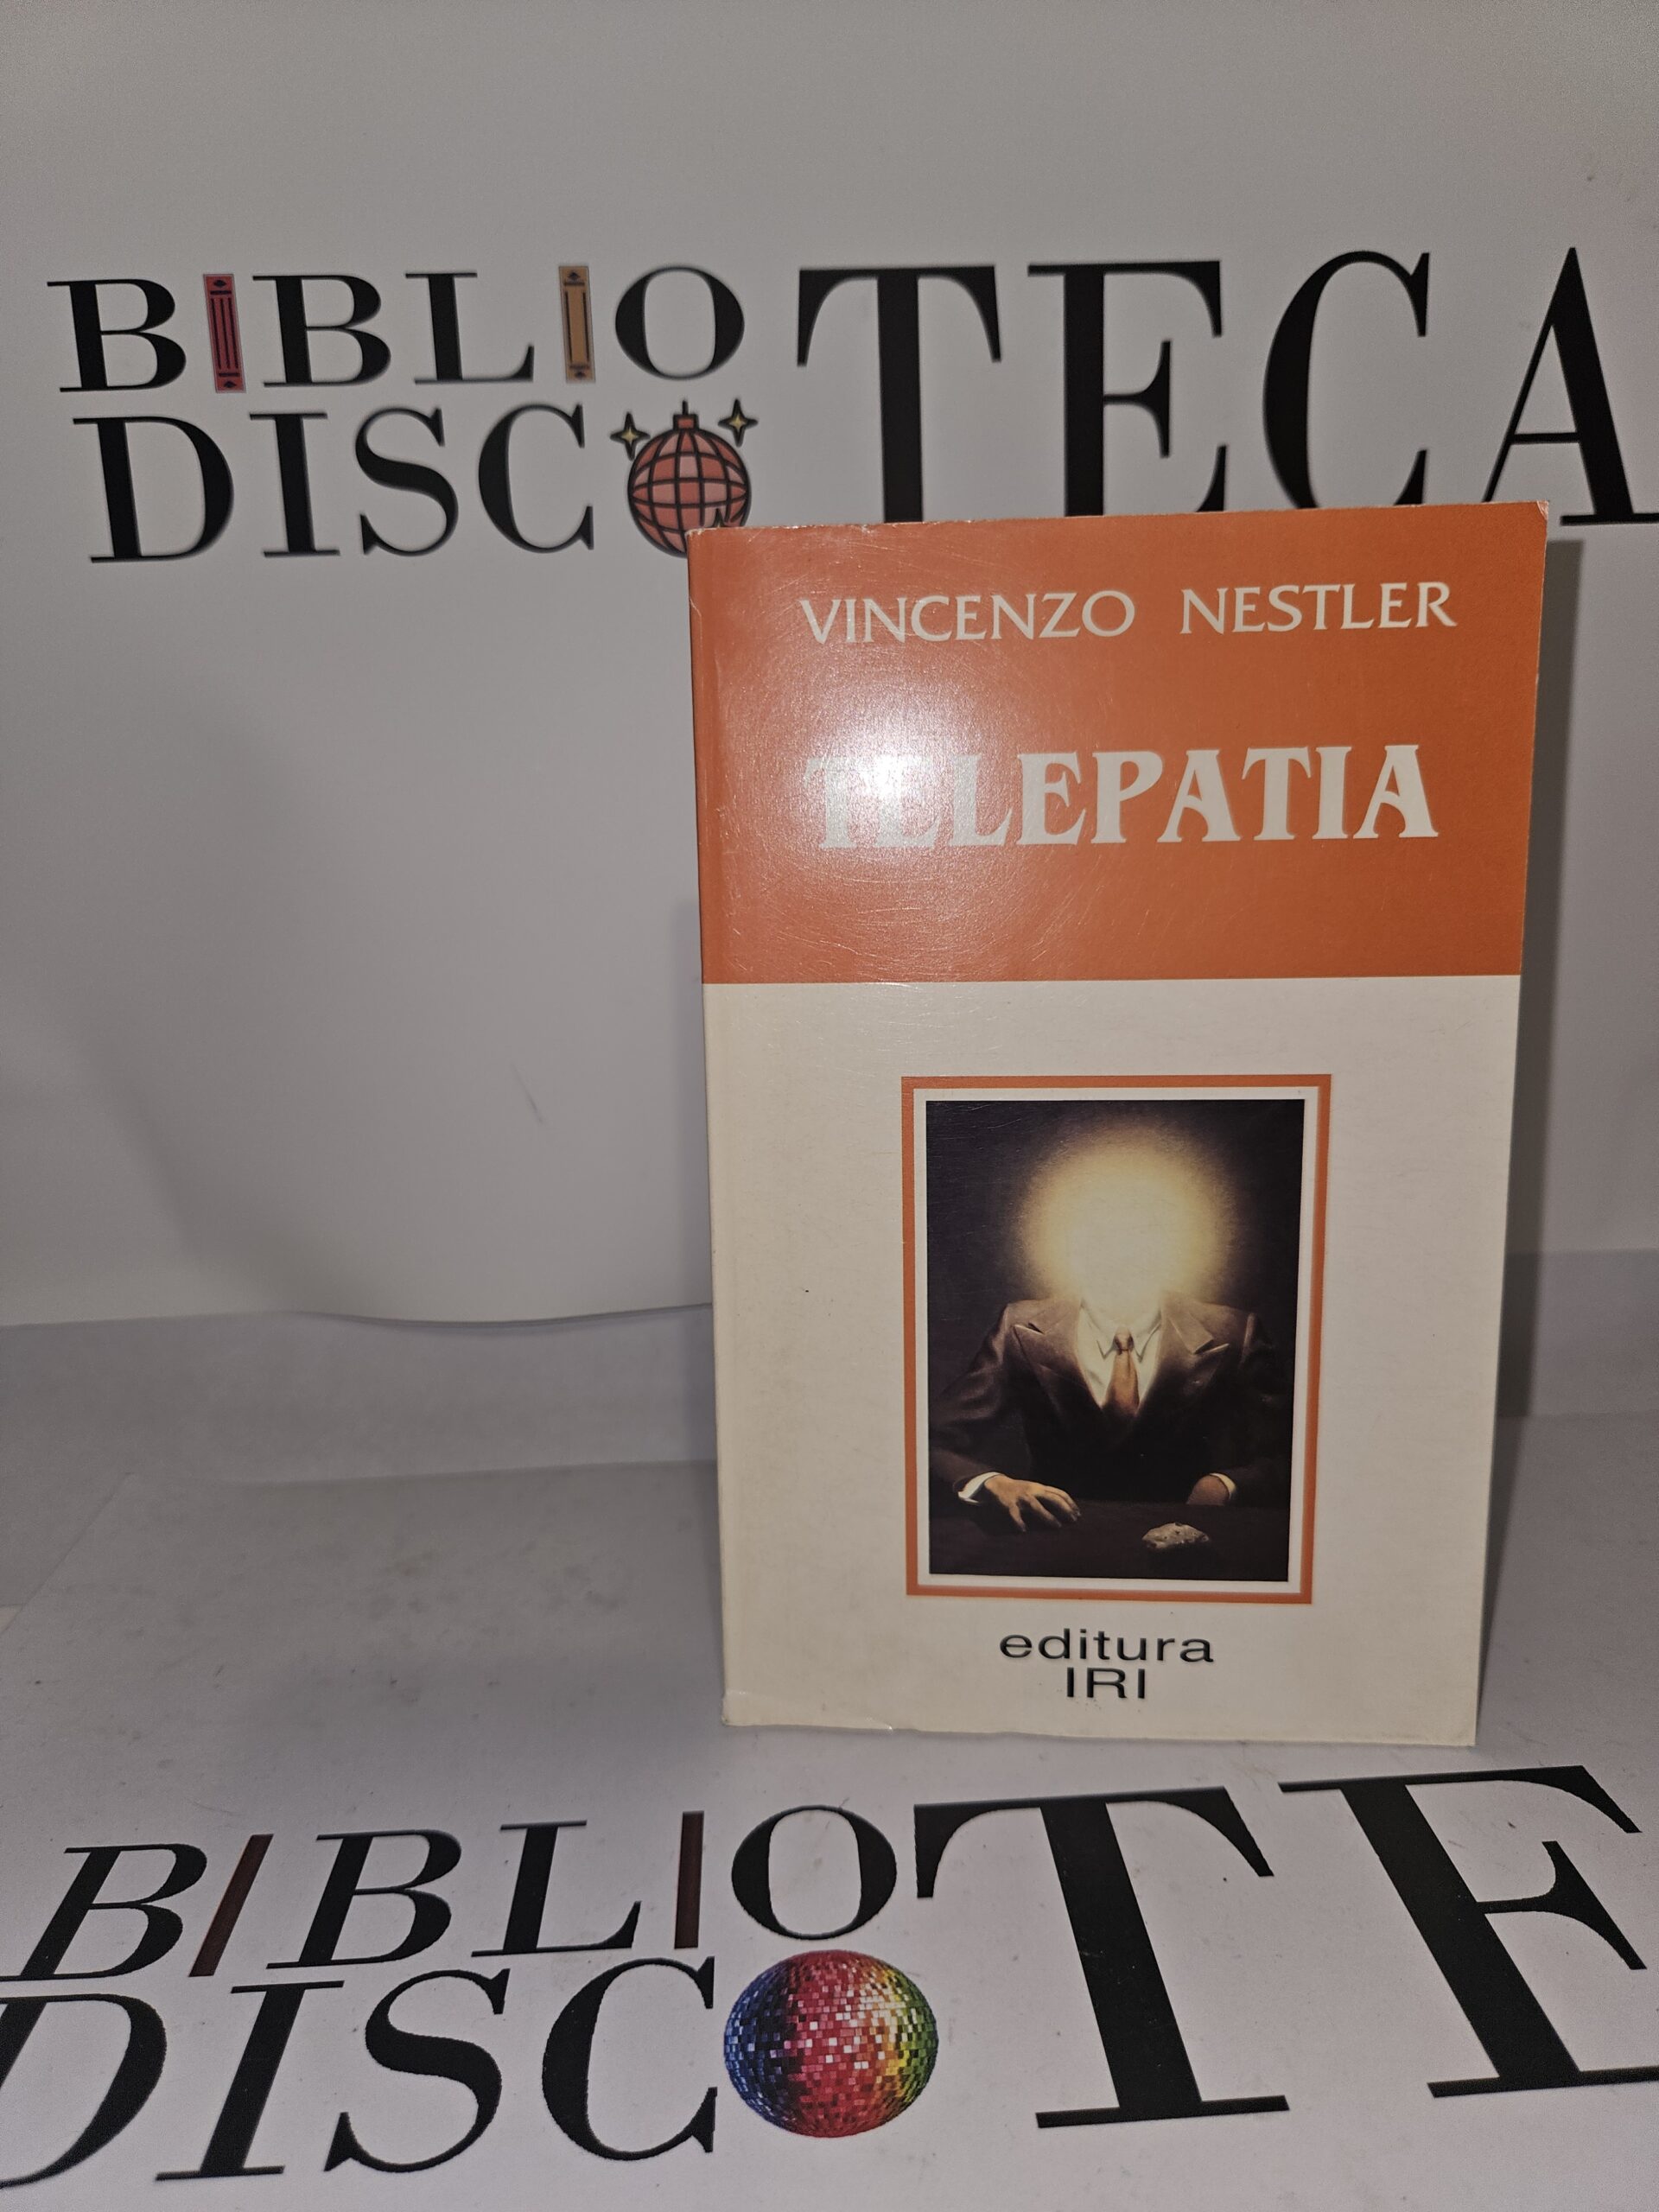 BIBLIO
DISCO TECA
VINCENZO NESTLER
TELEPATIA
editura
IRI
BIBLIO
DISCO TE